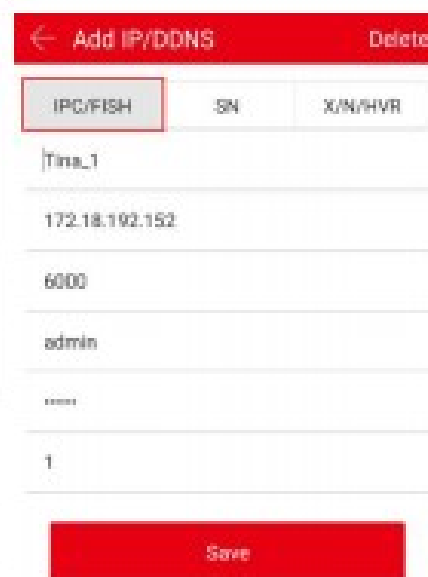 ← Add IP/DDNS Delete
IPC/FISH SN X/N/HVR
Tina_1
172.18.192.152
6000
admin
·····
1
Save